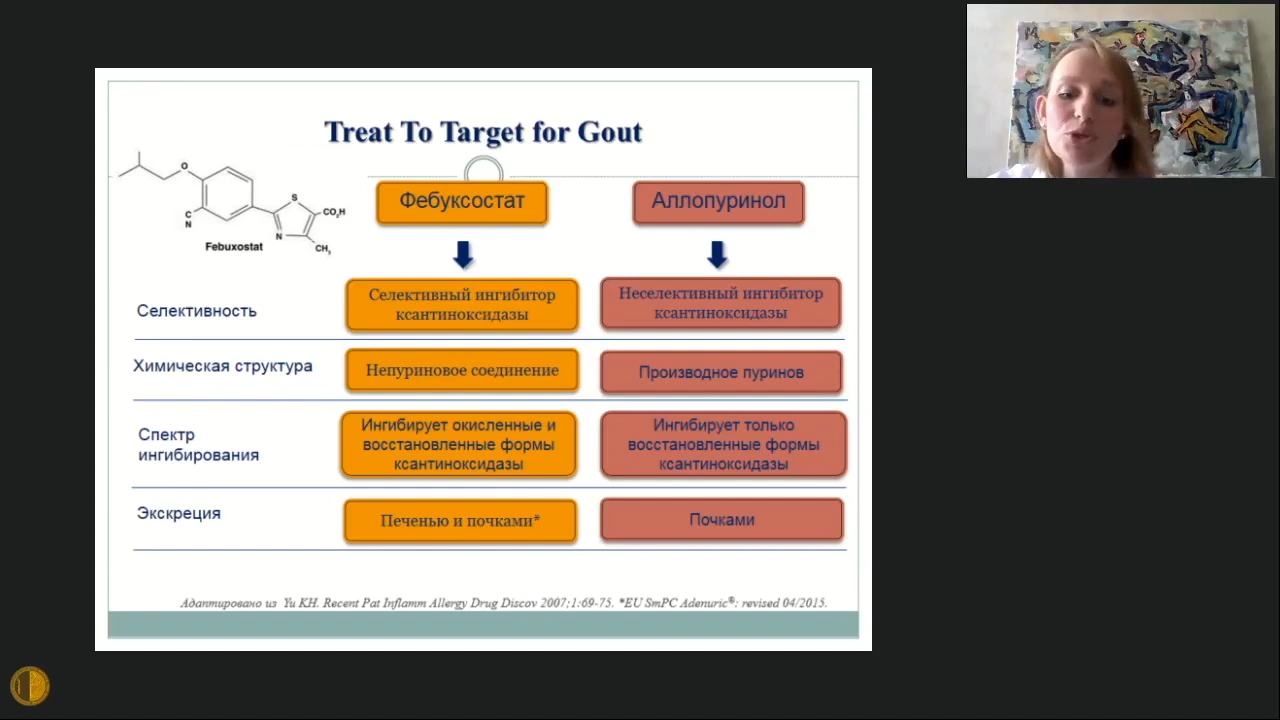 Treat To Target for Gout
O
CN
S
N
CO₂H
CH₃
Febuxostat
Фебуксостат
Аллопуринол
Селективность
Селективный ингибитор
ксантиноксидазы
Неселективный ингибитор
ксантиноксидазы
Химическая структура
Непуриновое соединение
Производное пуринов
Спектр
ингибирования
Ингибирует окисленные и
восстановленные формы
ксантиноксидазы
Ингибирует только
восстановленные формы
ксантиноксидазы
Экскреция
Печенью и почками*
Почками
Адаптировано из Yu KH. Recent Pat Inflamm Allergy Drug Discov 2007;1:69-75. *EU SmPC Adenuric®: revised 04/2015.